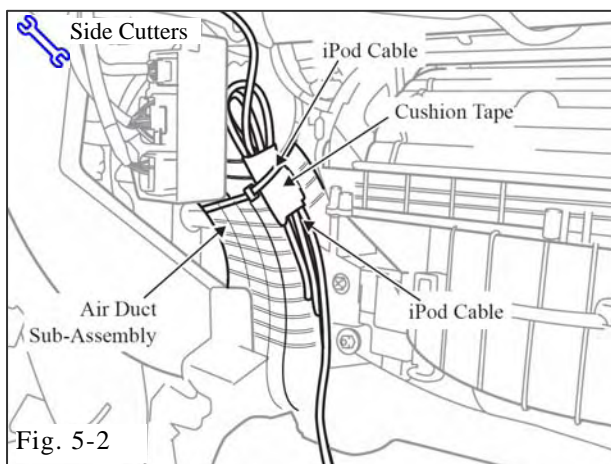 Side Cutters
iPod Cable
Cushion Tape
Air Duct
Sub-Assembly
iPod Cable
Fig. 5-2